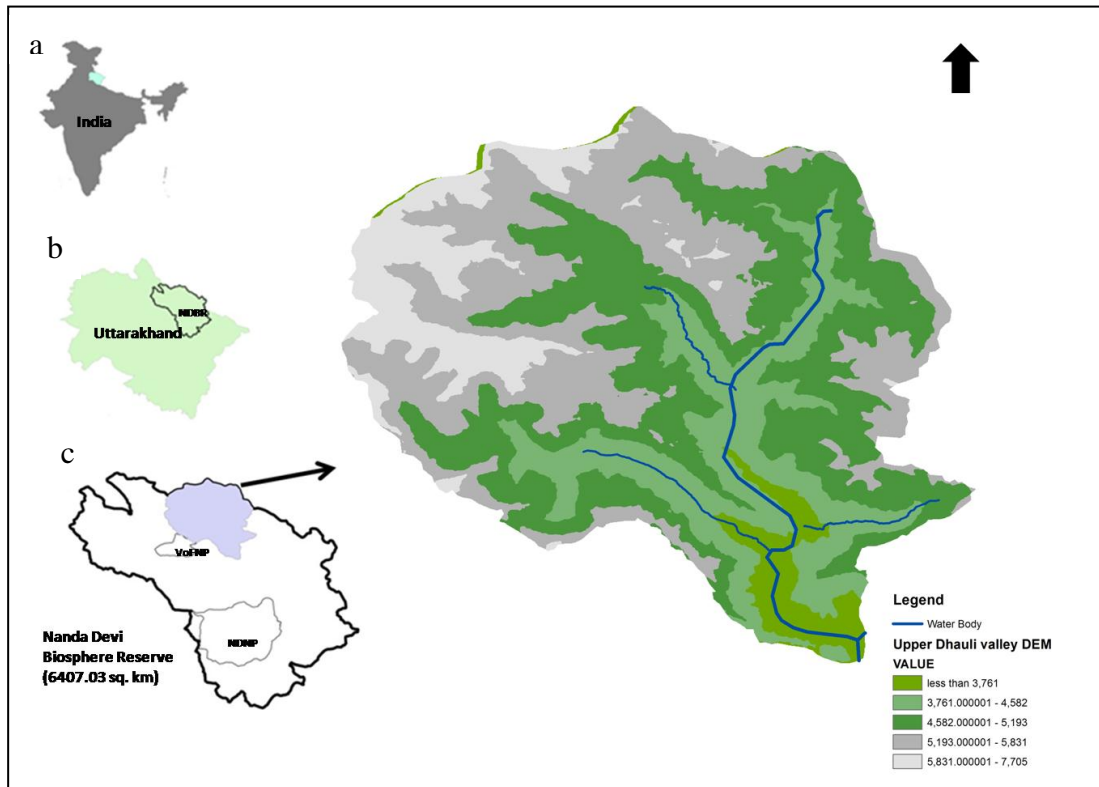 a
India
b
NDBR
Uttarakhand
c
VoFNP
NDNP
Nanda Devi
Biosphere Reserve
(6407.03 sq. km)
Legend
Water Body
Upper Dhauli valley DEM
VALUE
less than 3,761
3,761.000001 - 4,582
4,582.000001 - 5,193
5,193.000001 - 5,831
5,831.000001 - 7,705